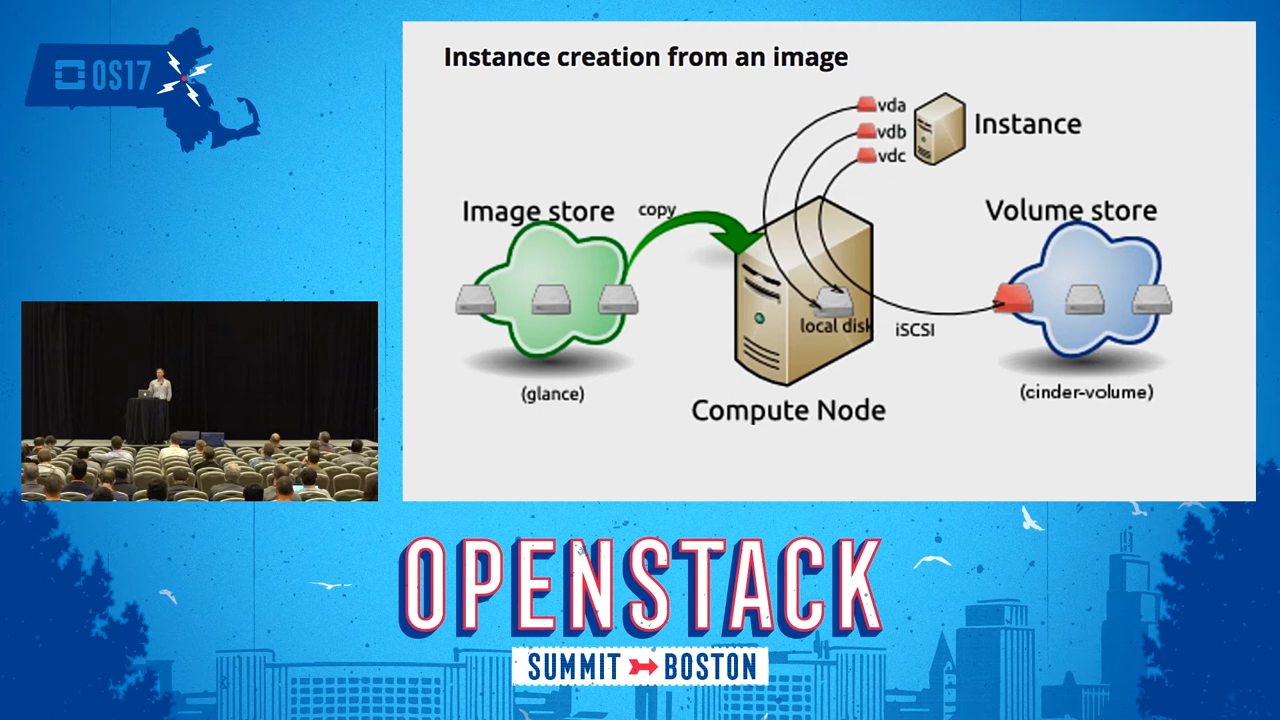 OS17
Instance creation from an image
vda
vdb
vdc
Instance
Image store
copy
Volume store
local disk
iSCSI
(glance)
(cinder-volume)
Compute Node
OPENSTACK
SUMMIT BOSTON